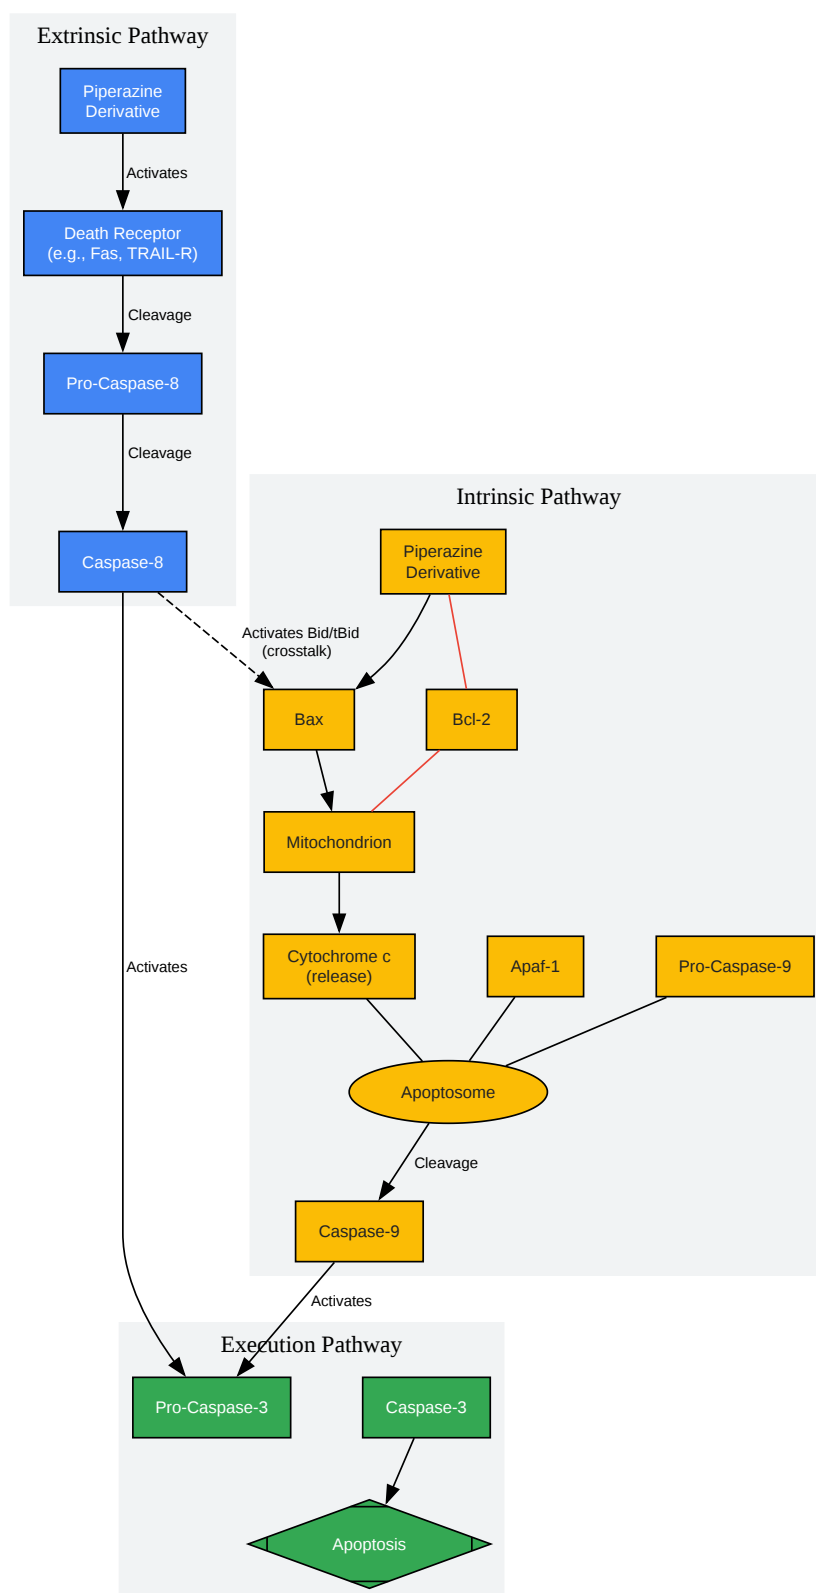 Extrinsic Pathway
Piperazine
Derivative
Activates
Death Receptor
(e.g., Fas, TRAIL-R)
Cleavage
Pro-Caspase-8
Cleavage
Caspase-8
Intrinsic Pathway
Piperazine
Derivative
Activates Bid/tBid
(crosstalk)
Bax
Bcl-2
Mitochondrion
Cytochrome c
(release)
Apaf-1
Pro-Caspase-9
Activates
Apoptosome
Cleavage
Caspase-9
Activates
Execution Pathway
Pro-Caspase-3
Caspase-3
Apoptosis